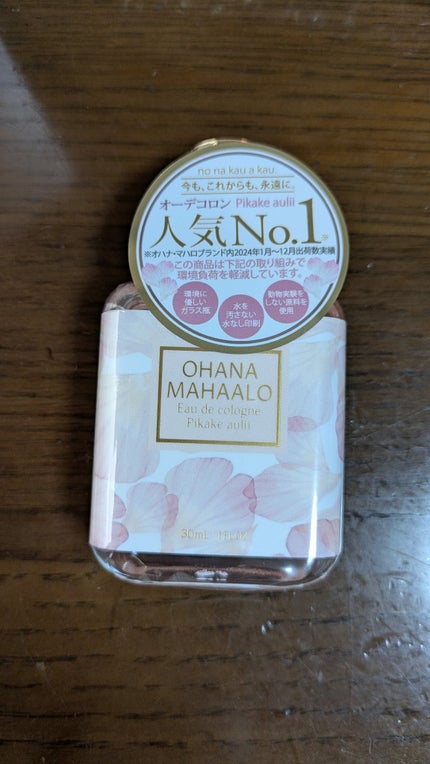 no na kau a kau.
今も、これからも、永遠に。
オーデコロン Pikake aulii
人気No.1※
※オハナ・マハロブランド内2024年1月〜12月出荷数実績
この商品は下記の取り組みで
環境負荷を軽減しています。
環境に
優しい
ガラス瓶
水を
汚さない
水なし印刷
動物実験を
しない原料を
使用
OHANA
MAHAALO
Eau de cologne
Pikake aulii
30mL